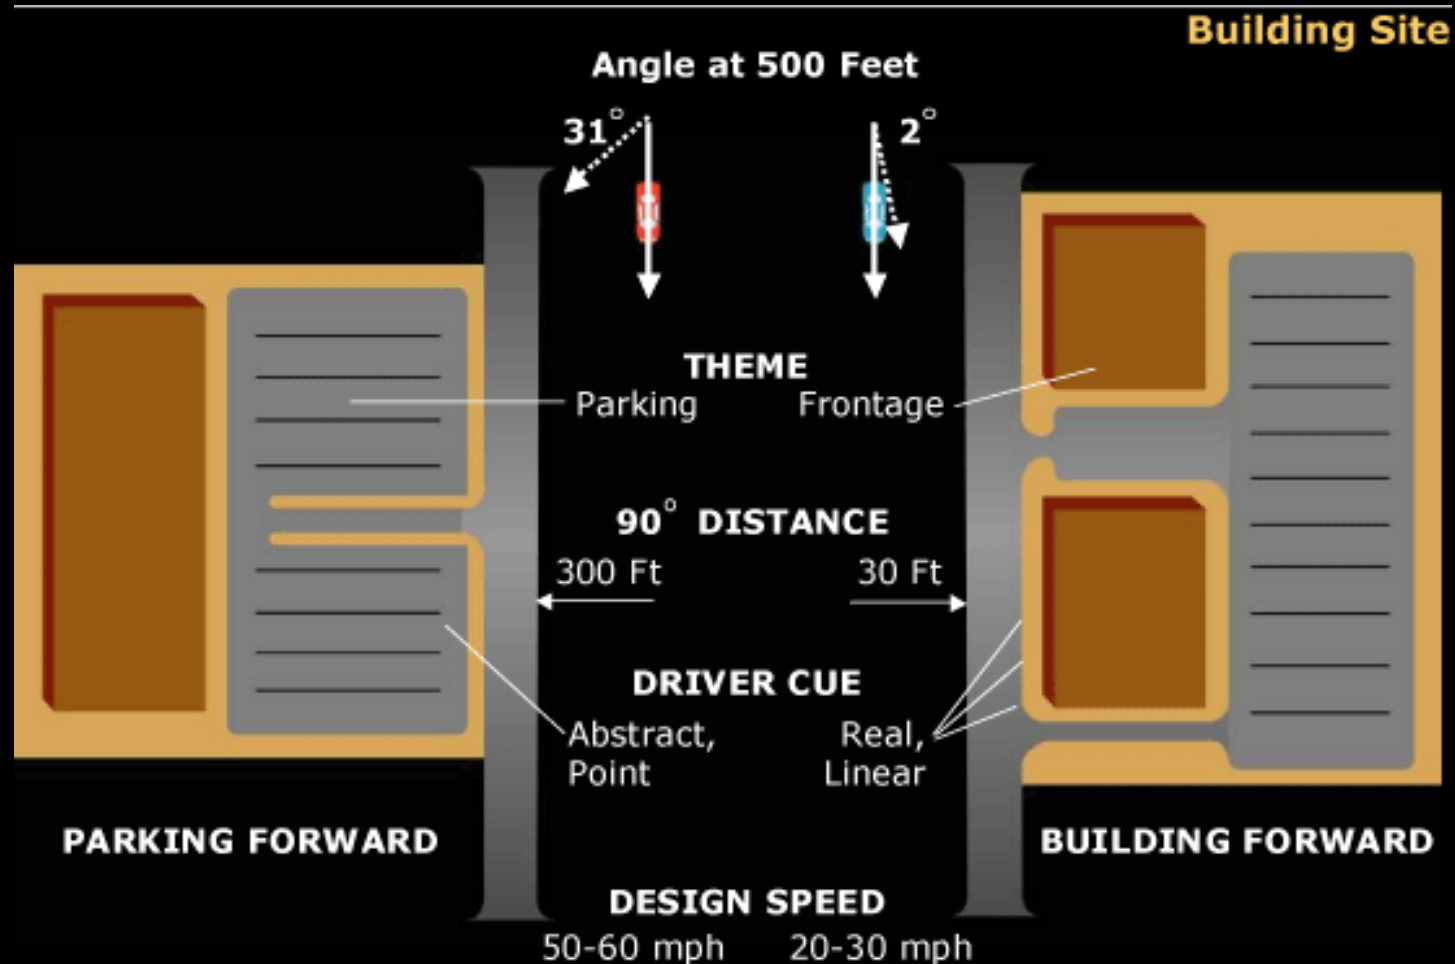 Building Site
Angle at 500 Feet
31° 2°
THEME
Parking Frontage
90° DISTANCE
300 Ft 30 Ft
DRIVER CUE
Abstract, Real,
Point Linear
PARKING FORWARD BUILDING FORWARD
DESIGN SPEED
50-60 mph 20-30 mph